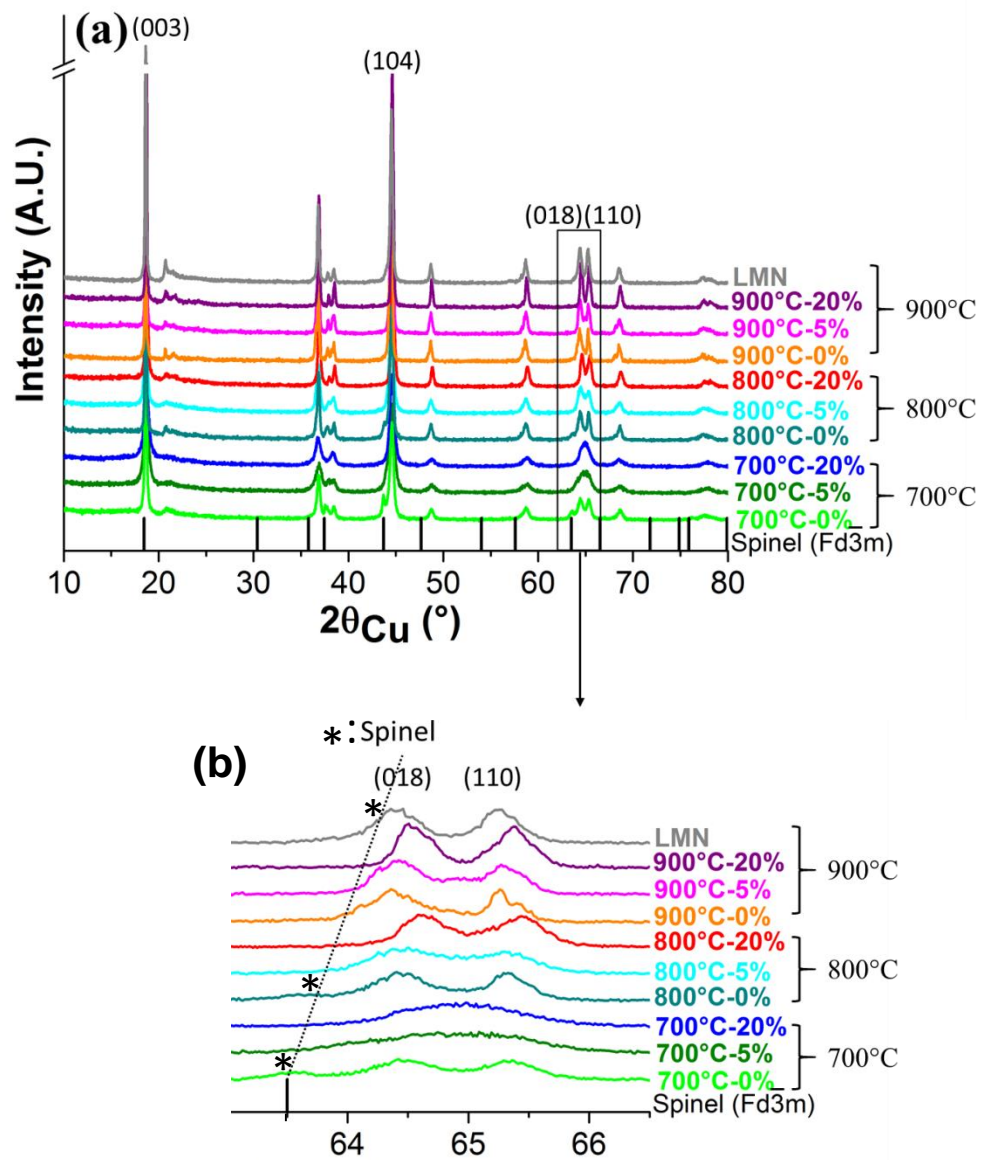 (a)
(003)
(104)
(018)(110)
Intensity (A.U.)
LMN
900°C-20%
900°C-5%
900°C-0%
900°C
800°C-20%
800°C-5%
800°C-0%
800°C
700°C-20%
700°C-5%
700°C-0%
700°C
Spinel (Fd3m)
10 20 30 40 50 60 70 80
2θCu (°)
*:Spinel
(b)
(018) (110)
*
LMN
900°C-20%
900°C-5%
900°C-0%
900°C
800°C-20%
800°C-5%
*
800°C-0%
800°C
700°C-20%
700°C-5%
*
700°C-0%
700°C
Spinel (Fd3m)
64 65 66